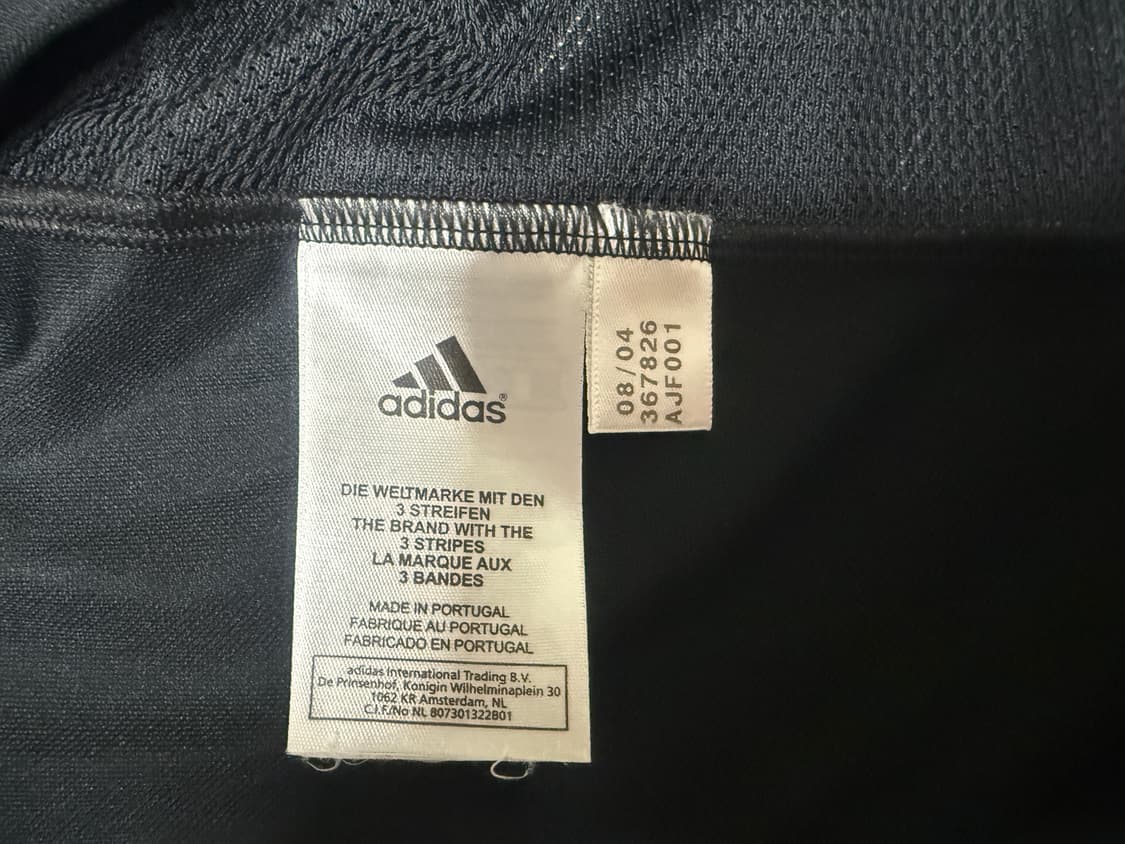 adidas®
DIE WELTMARKE MIT DEN
3 STREIFEN
THE BRAND WITH THE
3 STRIPES
LA MARQUE AUX
3 BANDES
MADE IN PORTUGAL
FABRIQUE AU PORTUGAL
FABRICADO EN PORTUGAL
adidas International Trading B.V.
De Prinsenhof, Konigin Wilhelminaplein 30
1062 KR Amsterdam, NL
C.I.F./No NL 807301322B01
08/04
367826
AJF001